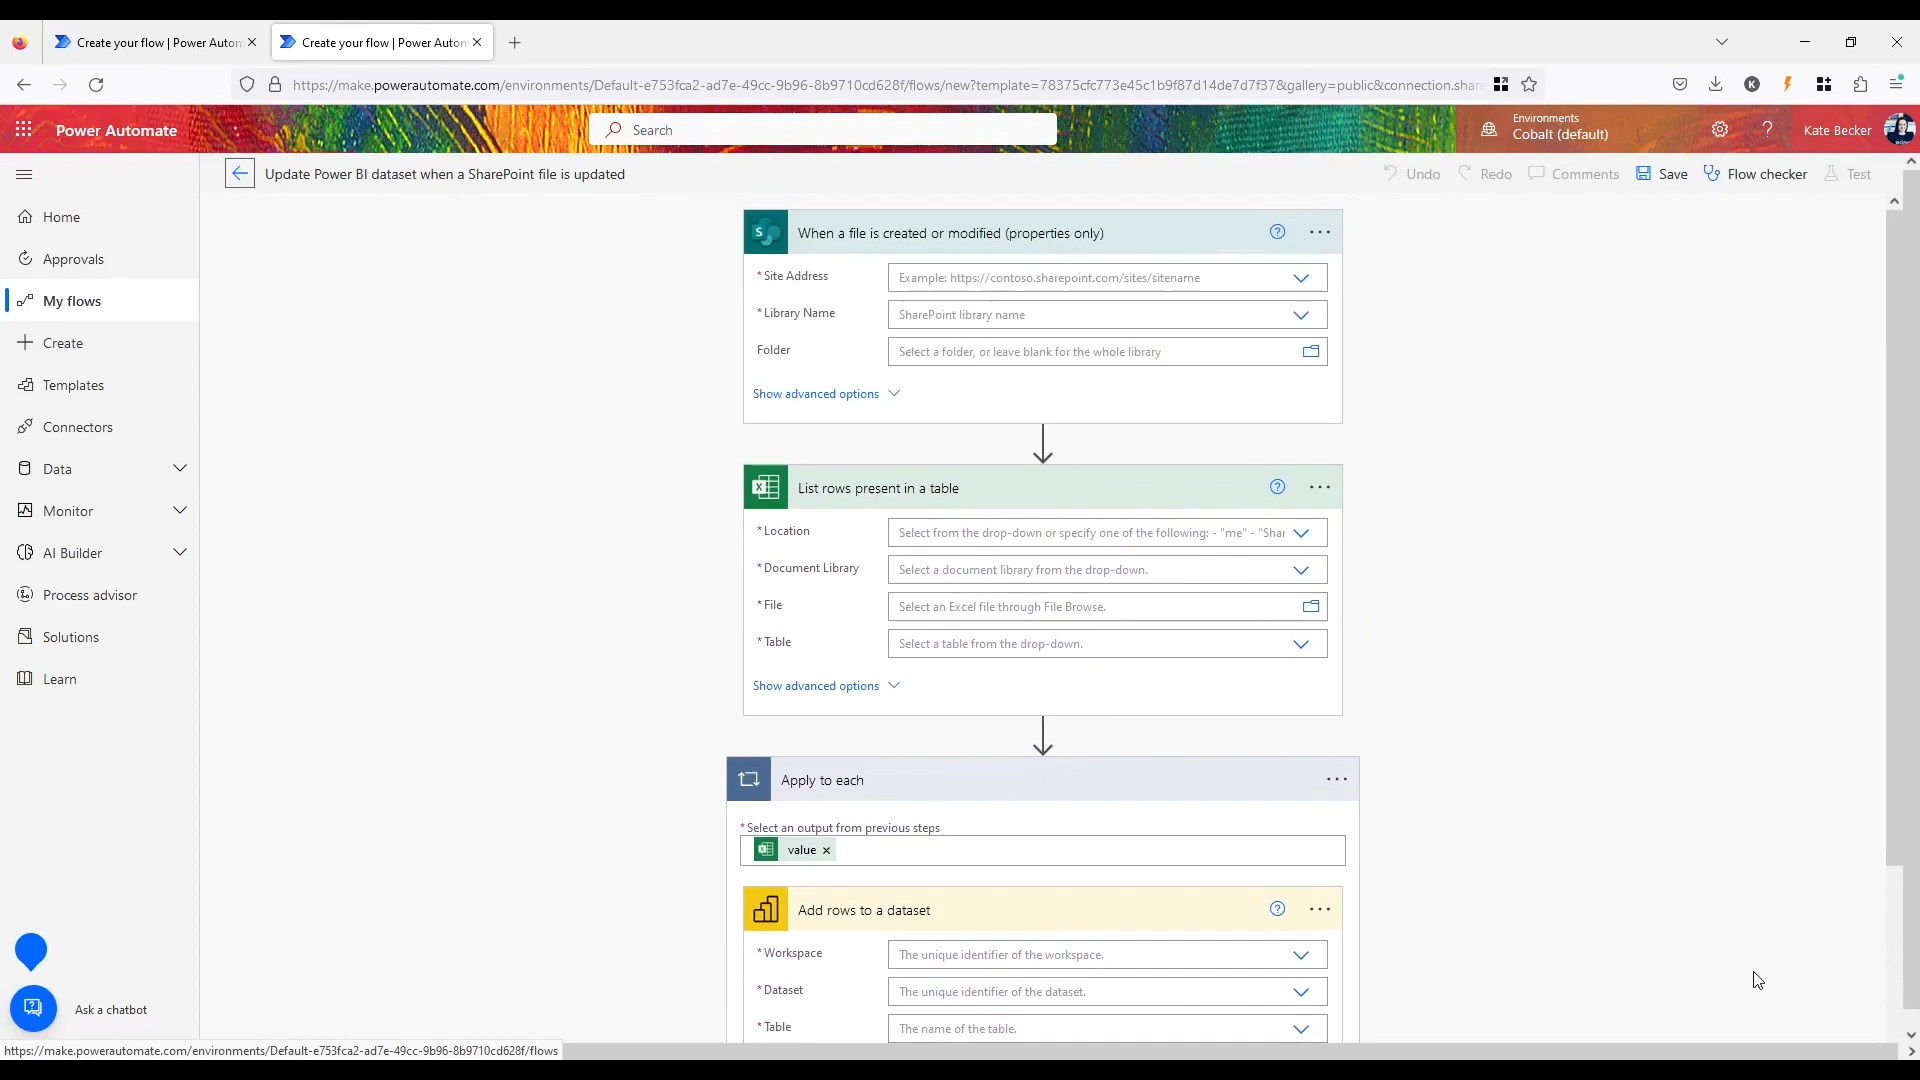 Create your flow | Power Autom
Create your flow | Power Autom
https://make.powerautomate.com/environments/Default-e753fca2-ad7e-49cc-9b96-8b9710cd628f/flows/new?template=78375cfc773e45c1b9f87d14de7d7f37&gallery=public&connection.share
K
Power Automate
Search
Environments
Cobalt (default)
?
Kate Becker
Update Power BI dataset when a SharePoint file is updated
Undo
Redo
Comments
Save
Flow checker
Test
Home
Approvals
My flows
Create
Templates
Connectors
Data
Monitor
AI Builder
Process advisor
Solutions
Learn
Ask a chatbot
When a file is created or modified (properties only)
* Site Address
Example: https://contoso.sharepoint.com/sites/sitename
* Library Name
SharePoint library name
Folder
Select a folder, or leave blank for the whole library
Show advanced options
List rows present in a table
* Location
Select from the drop-down or specify one of the following: - "me" - "Shar
* Document Library
Select a document library from the drop-down.
* File
Select an Excel file through File Browse.
* Table
Select a table from the drop-down.
Show advanced options
Apply to each
* Select an output from previous steps
value
Add rows to a dataset
* Workspace
The unique identifier of the workspace.
* Dataset
The unique identifier of the dataset.
* Table
The name of the table.
https://make.powerautomate.com/environments/Default-e753fca2-ad7e-49cc-9b96-8b9710cd628f/flows